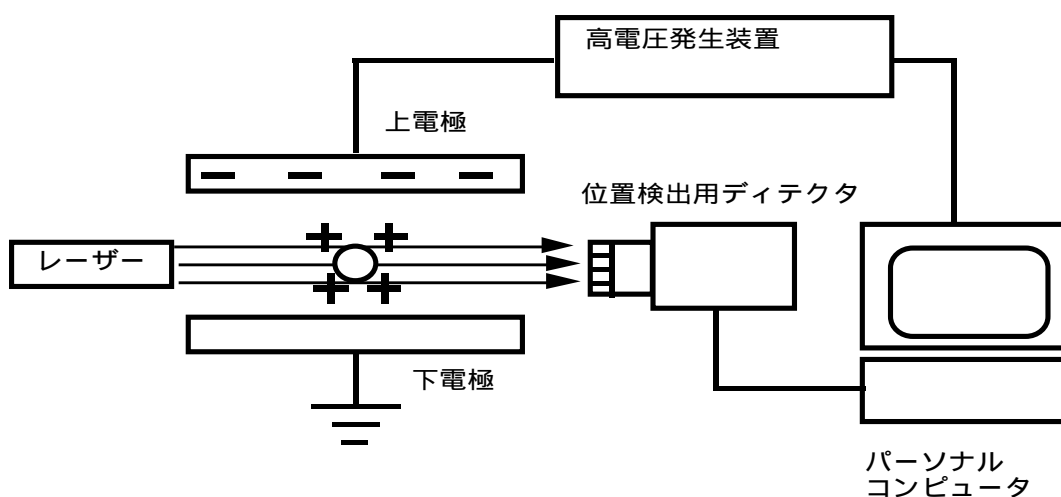 高電圧発生装置
上電極
位置検出用ディテクタ
レーザー
下電極
パーソナル
コンピュータ